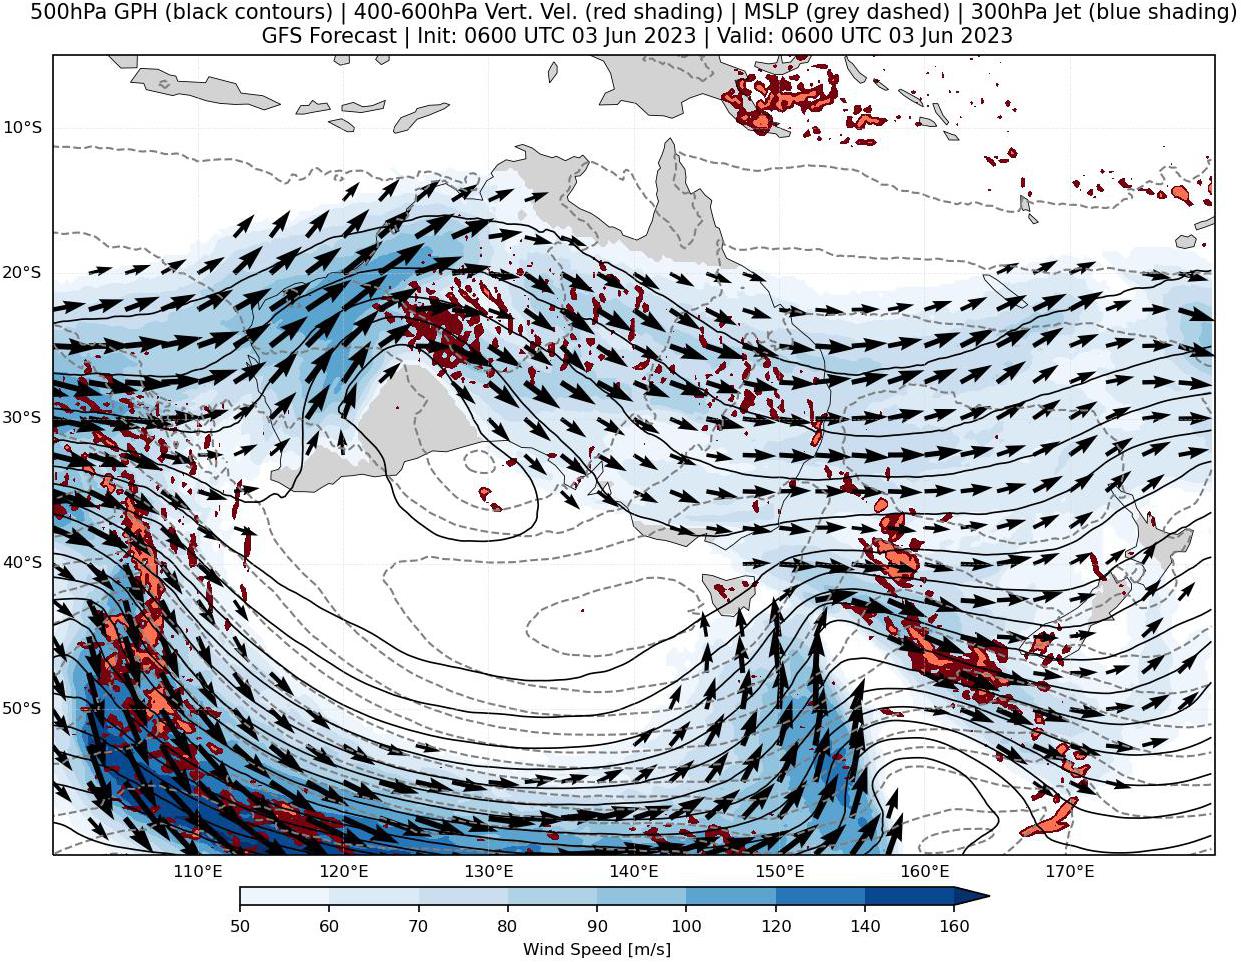 500hPa GPH (black contours) | 400-600hPa Vert. Vel. (red shading) | MSLP (grey dashed) | 300hPa Jet (blue shading)
GFS Forecast | Init: 0600 UTC 03 Jun 2023 | Valid: 0600 UTC 03 Jun 2023
10°S
20°S
30°S
40°S
50°S
110°E 120°E 130°E 140°E 150°E 160°E 170°E
50 60 70 80 90 100 120 140 160
Wind Speed [m/s]